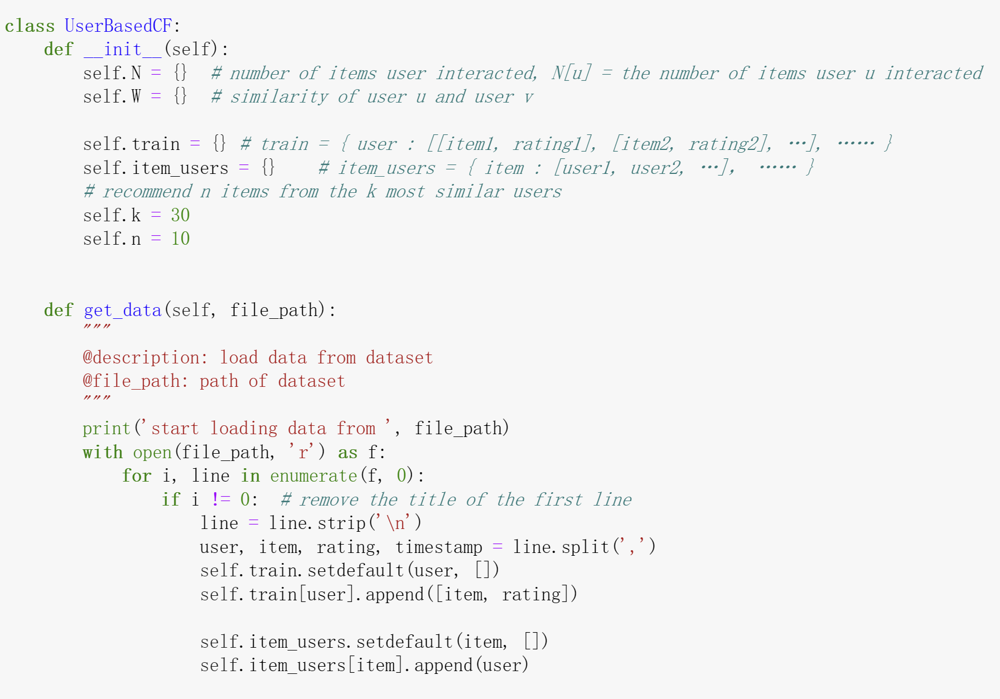 class UserBasedCF:
    def __init__(self):
        self.N = {}  # number of items user interacted, N[u] = the number of items user u interacted
        self.W = {}  # similarity of user u and user v

        self.train = {} # train = { user : [[item1, rating1], [item2, rating2], …], …… }
        self.item_users = {}    # item_users = { item : [user1, user2, …], …… }
        # recommend n items from the k most similar users
        self.k = 30
        self.n = 10

    def get_data(self, file_path):
        """
        @description: load data from dataset
        @file_path: path of dataset
        """
        print('start loading data from ', file_path)
        with open(file_path, 'r') as f:
            for i, line in enumerate(f, 0):
                if i != 0:  # remove the title of the first line
                    line = line.strip('\n')
                    user, item, rating, timestamp = line.split(',')
                    self.train.setdefault(user, [])
                    self.train[user].append([item, rating])

                    self.item_users.setdefault(item, [])
                    self.item_users[item].append(user)